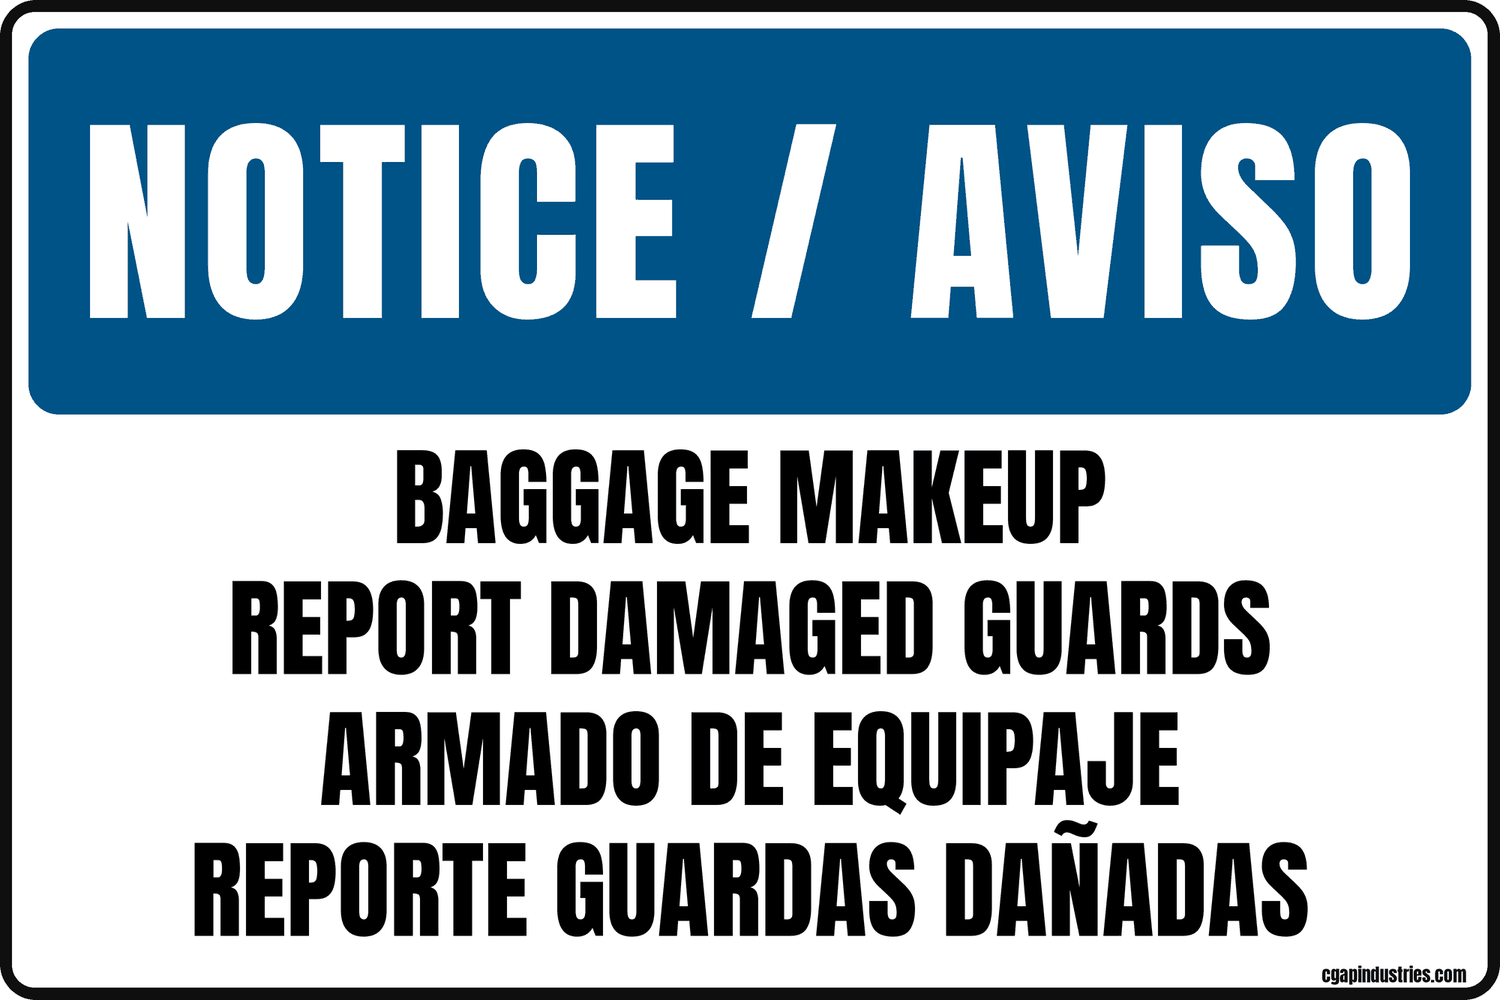 NOTICE / AVISO
BAGGAGE MAKEUP
REPORT DAMAGED GUARDS
ARMADO DE EQUIPAJE
REPORTE GUARDAS DAÑADAS
cgapindustries.com